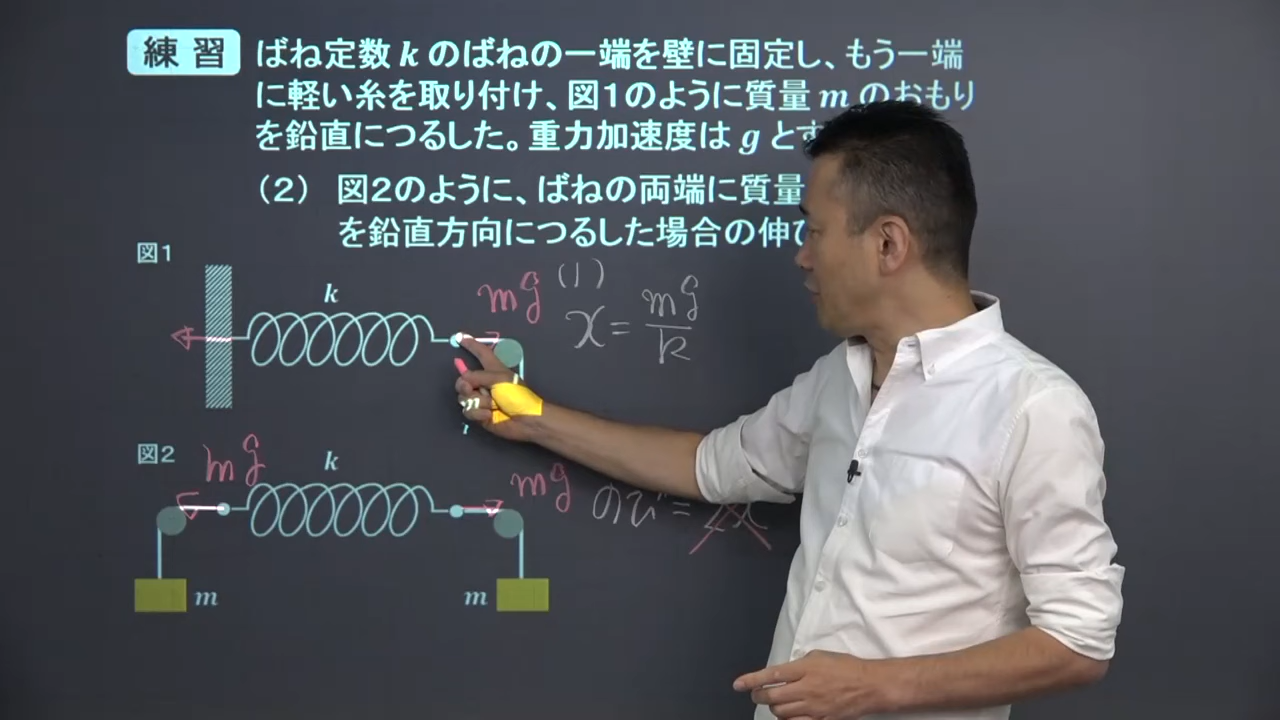 練習
ばね定数 k のばねの一端を壁に固定し、もう一端
に軽い糸を取り付け、図1のように質量 m のおもり
を鉛直につるした。重力加速度は g とす
(2) 図2のように、ばねの両端に質量
を鉛直方向につるした場合の伸び
図1
k
mg
(1)
x = mg/k
m
図2
mg
k
mg
のび = 2x
m
m